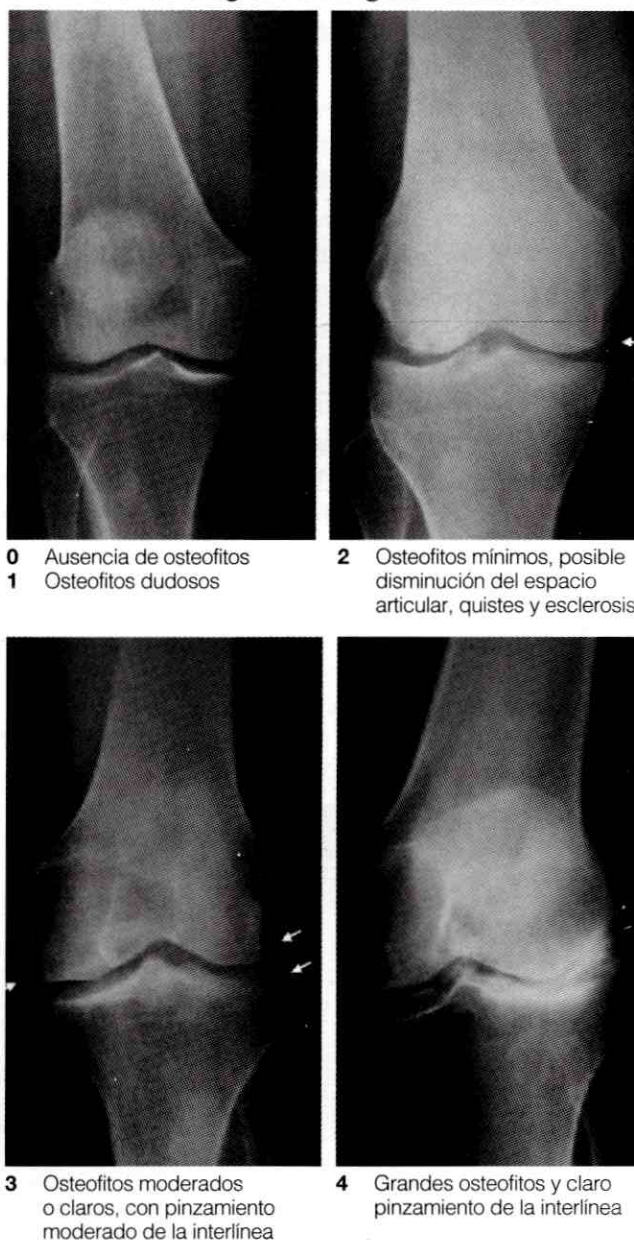 0 Ausencia de osteofitos
1 Osteofitos dudosos
2 Osteofitos mínimos, posible
disminución del espacio
articular, quistes y esclerosis
3 Osteofitos moderados
o claros, con pinzamiento
moderado de la interlínea
4 Grandes osteofitos y claro
pinzamiento de la interlínea